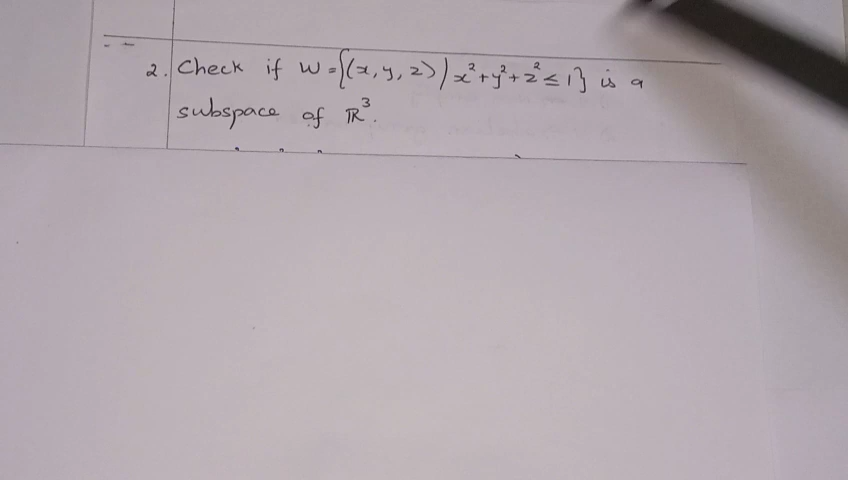 2. Check if W = {(x, y, z) / x² + y² + z² ≤ 1} is a
subspace of ℝ³.